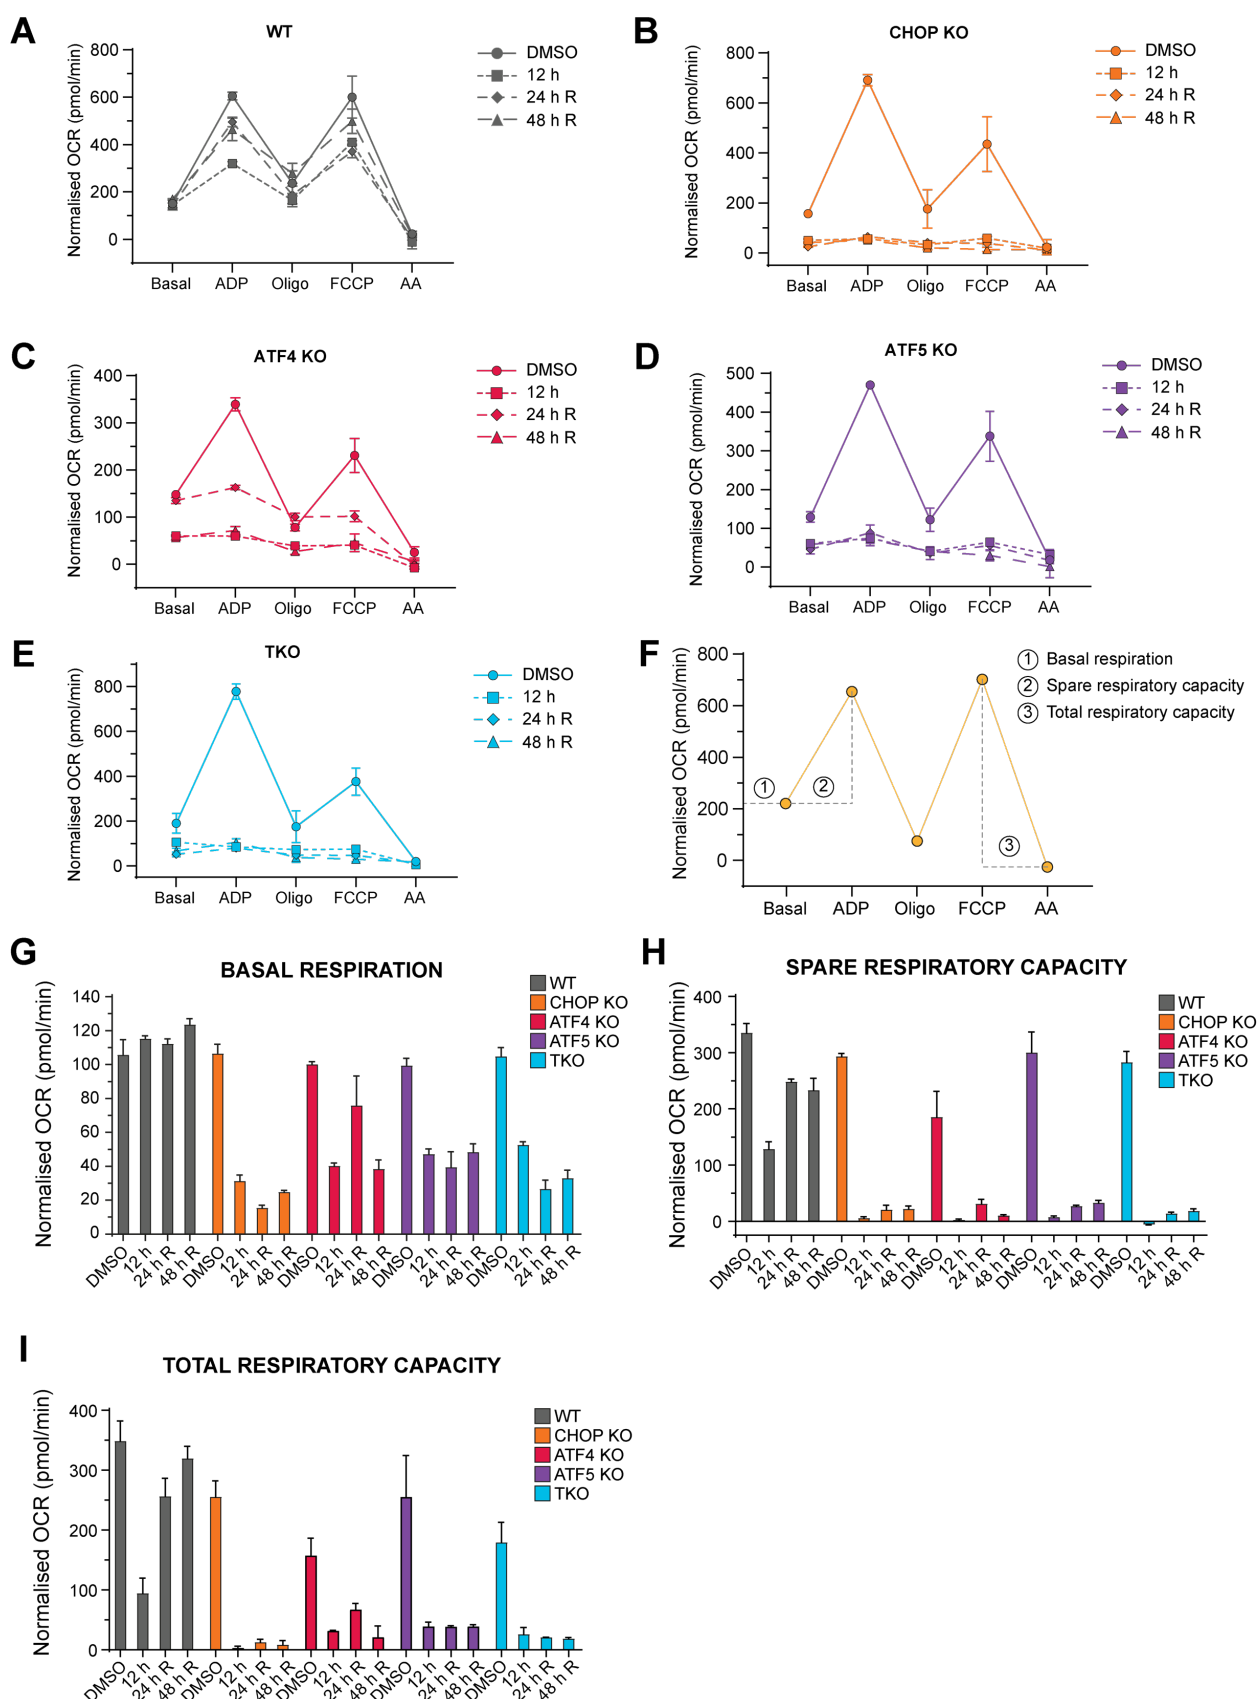 A
WT
Normalised OCR (pmol/min)
800
600
400
200
0
Basal ADP Oligo FCCP AA
DMSO
12 h
24 h R
48 h R
B
CHOP KO
Normalised OCR (pmol/min)
800
600
400
200
0
Basal ADP Oligo FCCP AA
DMSO
12 h
24 h R
48 h R
C
ATF4 KO
Normalised OCR (pmol/min)
400
300
200
100
0
Basal ADP Oligo FCCP AA
DMSO
12 h
24 h R
48 h R
D
ATF5 KO
Normalised OCR (pmol/min)
500
400
300
200
100
0
Basal ADP Oligo FCCP AA
DMSO
12 h
24 h R
48 h R
E
TKO
Normalised OCR (pmol/min)
800
600
400
200
0
Basal ADP Oligo FCCP AA
DMSO
12 h
24 h R
48 h R
F
Normalised OCR (pmol/min)
800
600
400
200
0
1 2
3
Basal ADP Oligo FCCP AA
1 Basal respiration
2 Spare respiratory capacity
3 Total respiratory capacity
G
BASAL RESPIRATION
Normalised OCR (pmol/min)
140
120
100
80
60
40
20
0
DMSO 12 h 24 h R 48 h R DMSO 12 h 24 h R 48 h R DMSO 12 h 24 h R 48 h R DMSO 12 h 24 h R 48 h R DMSO 12 h 24 h R 48 h R
WT
CHOP KO
ATF4 KO
ATF5 KO
TKO
H
SPARE RESPIRATORY CAPACITY
Normalised OCR (pmol/min)
400
300
200
100
0
DMSO 12 h 24 h R 48 h R DMSO 12 h 24 h R 48 h R DMSO 12 h 24 h R 48 h R DMSO 12 h 24 h R 48 h R DMSO 12 h 24 h R 48 h R
WT
CHOP KO
ATF4 KO
ATF5 KO
TKO
I
TOTAL RESPIRATORY CAPACITY
Normalised OCR (pmol/min)
400
300
200
100
0
DMSO 12 h 24 h R 48 h R DMSO 12 h 24 h R 48 h R DMSO 12 h 24 h R 48 h R DMSO 12 h 24 h R 48 h R DMSO 12 h 24 h R 48 h R
WT
CHOP KO
ATF4 KO
ATF5 KO
TKO